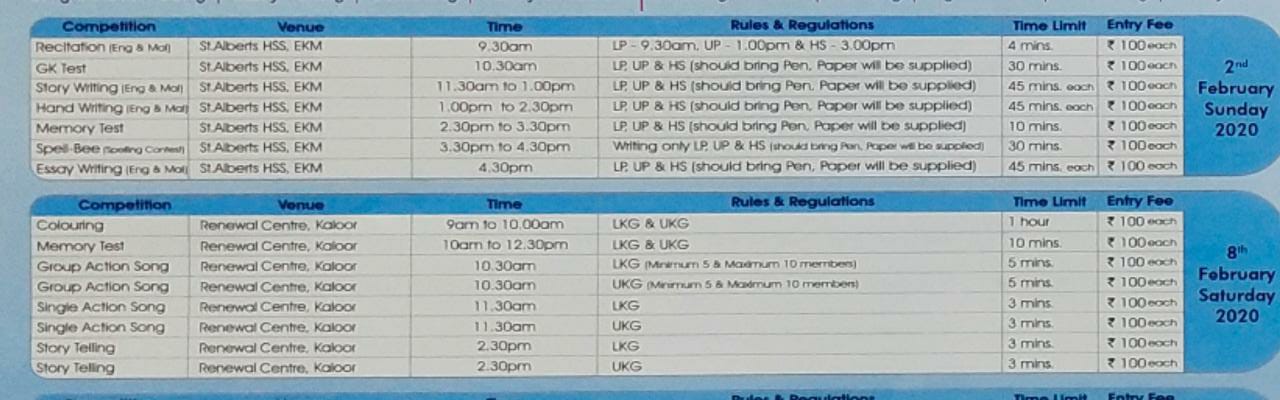 Competition Venue Time Rules & Regulations Time Limit Entry Fee
Recitation (Eng & Mal) St.Alberts HSS, EKM 9.30am LP - 9.30am, UP - 1.00pm & HS - 3.00pm 4 mins. ₹ 100 each
GK Test St.Alberts HSS, EKM 10.30am LP, UP & HS (should bring Pen, Paper will be supplied) 30 mins. ₹ 100 each
Story Writing (Eng & Mal) St.Alberts HSS, EKM 11.30am to 1.00pm LP, UP & HS (should bring Pen, Paper will be supplied) 45 mins. each ₹ 100 each
Hand Writing (Eng & Mal) St.Alberts HSS, EKM 1.00pm to 2.30pm LP, UP & HS (should bring Pen, Paper will be supplied) 45 mins. each ₹ 100 each
Memory Test St.Alberts HSS, EKM 2.30pm to 3.30pm LP, UP & HS (should bring Pen, Paper will be supplied) 10 mins. ₹ 100 each
Spell-Bee (Spelling Contest) St.Alberts HSS, EKM 3.30pm to 4.30pm Writing only LP, UP & HS (should bring Pen, Paper will be supplied) 30 mins. ₹ 100 each
Essay Writing (Eng & Mal) St.Alberts HSS, EKM 4.30pm LP, UP & HS (should bring Pen, Paper will be supplied) 45 mins. each ₹ 100 each
2nd
February
Sunday
2020
Competition Venue Time Rules & Regulations Time Limit Entry Fee
Colouring Renewal Centre, Kaloor 9am to 10.00am LKG & UKG 1 hour ₹ 100 each
Memory Test Renewal Centre, Kaloor 10am to 12.30pm LKG & UKG 10 mins. ₹ 100 each
Group Action Song Renewal Centre, Kaloor 10.30am LKG (Minimum 5 & Maximum 10 members) 5 mins. ₹ 100 each
Group Action Song Renewal Centre, Kaloor 10.30am UKG (Minimum 5 & Maximum 10 members) 5 mins. ₹ 100 each
Single Action Song Renewal Centre, Kaloor 11.30am LKG 3 mins. ₹ 100 each
Single Action Song Renewal Centre, Kaloor 11.30am UKG 3 mins. ₹ 100 each
Story Telling Renewal Centre, Kaloor 2.30pm LKG 3 mins. ₹ 100 each
Story Telling Renewal Centre, Kaloor 2.30pm UKG 3 mins. ₹ 100 each
8th
February
Saturday
2020
Rules & Regulations Time Limit Entry Fee